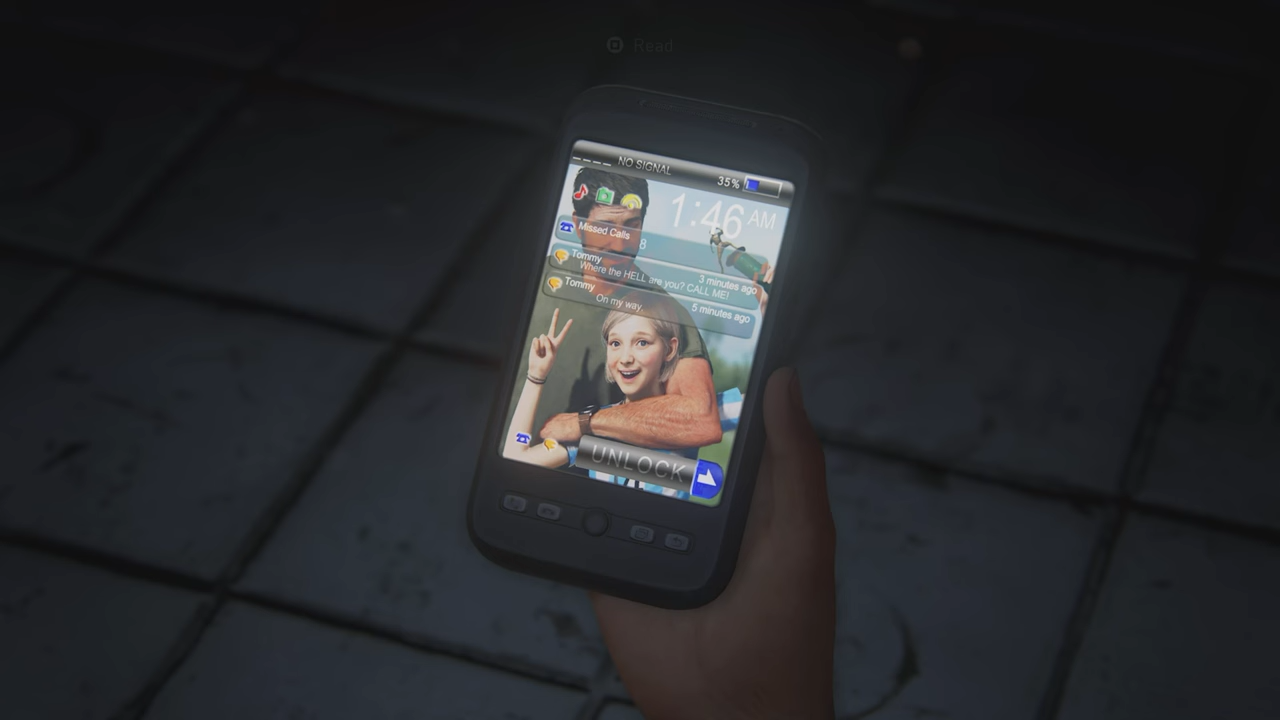 Read
NO SIGNAL 35%
1:46 AM
Missed Calls 8
Tommy 3 minutes ago
Where the HELL are you? CALL ME!
Tommy 5 minutes ago
On my way.
UNLOCK